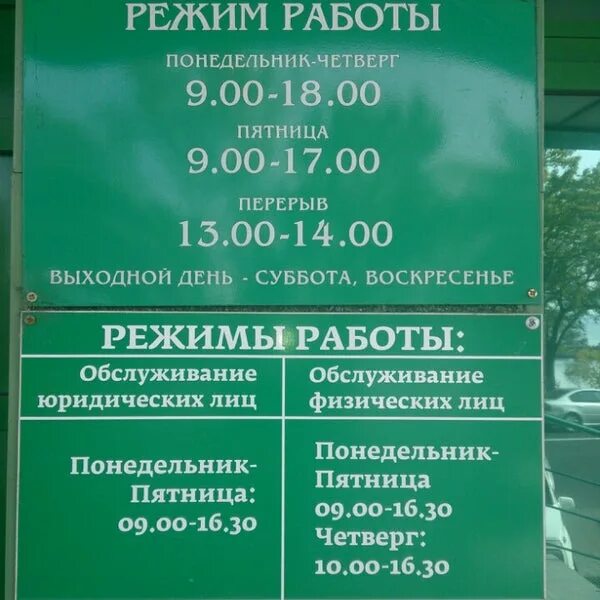 РЕЖИМ РАБОТЫ
ПОНЕДЕЛЬНИК-ЧЕТВЕРГ
9.00-18.00
ПЯТНИЦА
9.00-17.00
ПЕРЕРЫВ
13.00-14.00
ВЫХОДНОЙ ДЕНЬ - СУББОТА, ВОСКРЕСЕНЬЕ
РЕЖИМЫ РАБОТЫ:
Обслуживание
юридических лиц
Понедельник-
Пятница:
09.00-16.30
Обслуживание
физических лиц
Понедельник-
Пятница
09.00-16.30
Четверг:
10.00-16.30